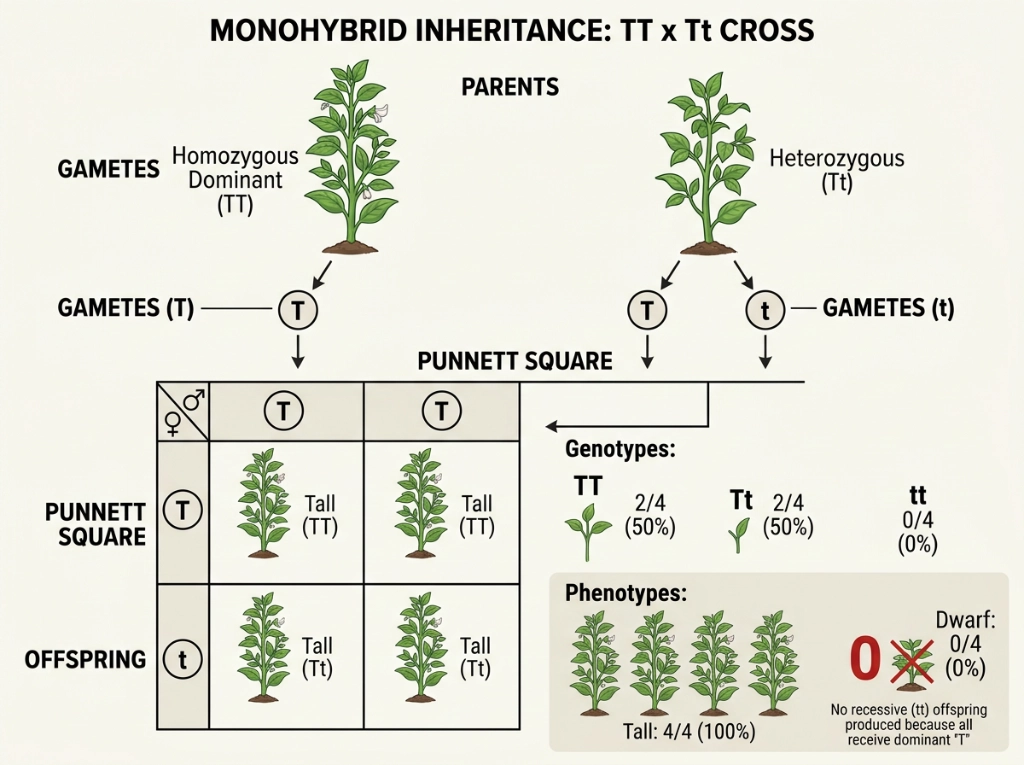 MONOHYBRID INHERITANCE: TT x Tt CROSS
PARENTS
GAMETES
Homozygous
Dominant
(TT)
Heterozygous
(Tt)
GAMETES (T)
T
T
t
GAMETES (t)
PUNNETT SQUARE
♀ ♂
T
T
PUNNETT
SQUARE
T
Tall
(TT)
Tall
(TT)
OFFSPRING
t
Tall
(Tt)
Tall
(Tt)
Genotypes:
TT
2/4
(50%)
Tt
2/4
(50%)
tt
0/4
(0%)
Phenotypes:
Tall: 4/4 (100%)
0
Dwarf:
0/4
(0%)
No recessive (tt) offspring
produced because all
receive dominant "T"